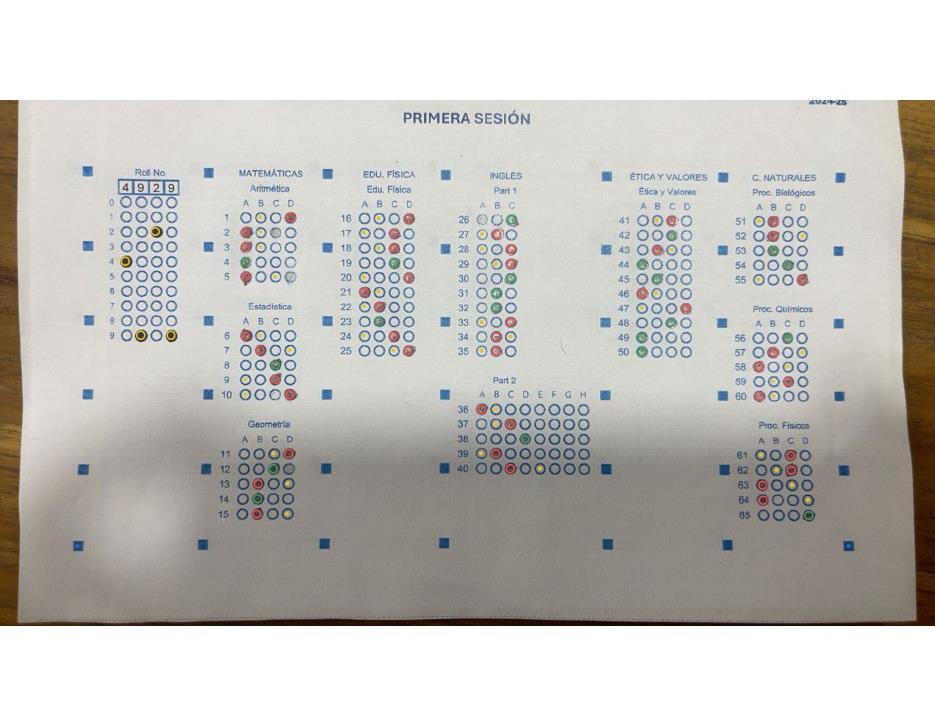 2024-2s
PRIMERA SESIÓN
Roll No
4 9 2 9
0
1
2
3
4
5
6
7
8
9
MATEMÁTICAS
Aritmética
A B C D
1
2
3
4
5
Estadística
A B C D
6
7
8
9
10
Geometría
A B C D
11
12
13
14
15
EDU. FÍSICA
Edu. Física
A B C D
16
17
18
19
20
21
22
23
24
25
INGLÉS
Part 1
A B C
26
27
28
29
30
31
32
33
34
35
Part 2
A B C D E F G H
36
37
38
39
40
ÉTICA Y VALORES
Ética y Valores
A B C D
41
42
43
44
45
46
47
48
49
50
C. NATURALES
Proc. Biológicos
A B C D
51
52
53
54
55
Proc. Químicos
A B C D
56
57
58
59
60
Proc. Físicos
A B C D
61
62
63
64
65